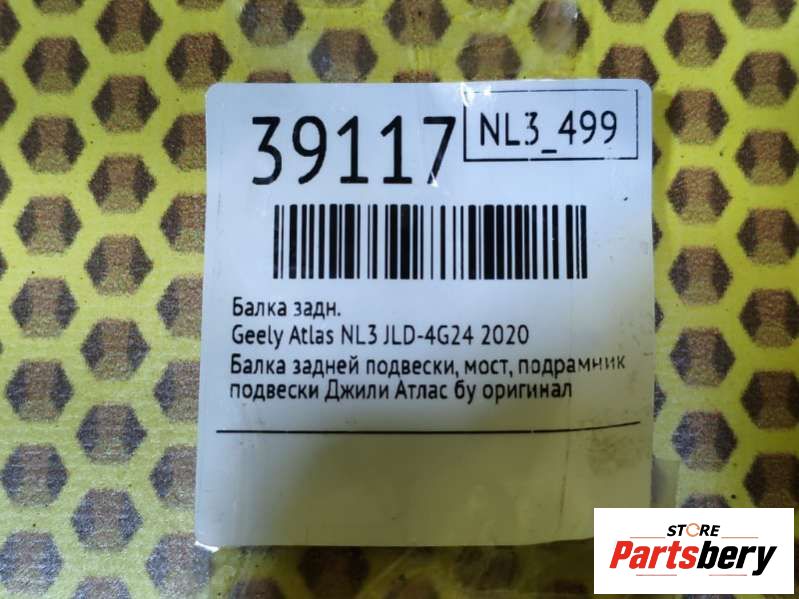 39117
NL3_499
Балка задн.
Geely Atlas NL3 JLD-4G24 2020
Балка задней подвески, мост, подрамник
подвески Джили Атлас бу оригинал
STORE
Partsbery